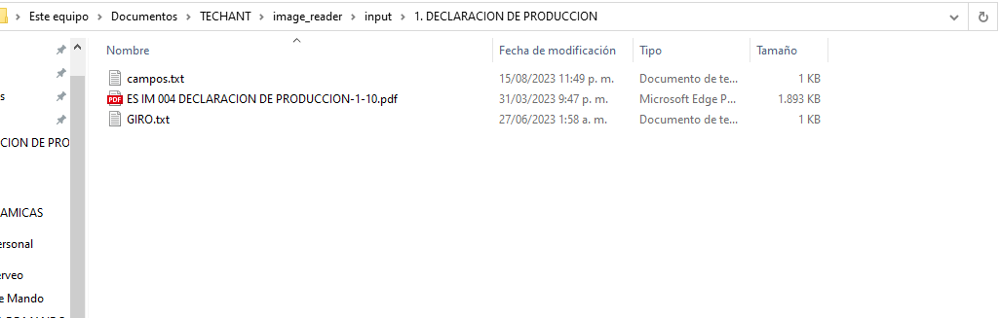 Este equipo > Documentos > TECHANT > image_reader > input > 1. DECLARACION DE PRODUCCION
Nombre Fecha de modificación Tipo Tamaño
campos.txt 15/08/2023 11:49 p. m. Documento de te... 1 KB
s
PDF ES IM 004 DECLARACION DE PRODUCCION-1-10.pdf 31/03/2023 9:47 p. m. Microsoft Edge P... 1.893 KB
GIRO.txt 27/06/2023 1:58 a. m. Documento de te... 1 KB
CION DE PRO
AMICAS
ersonal
rveo
e Mando